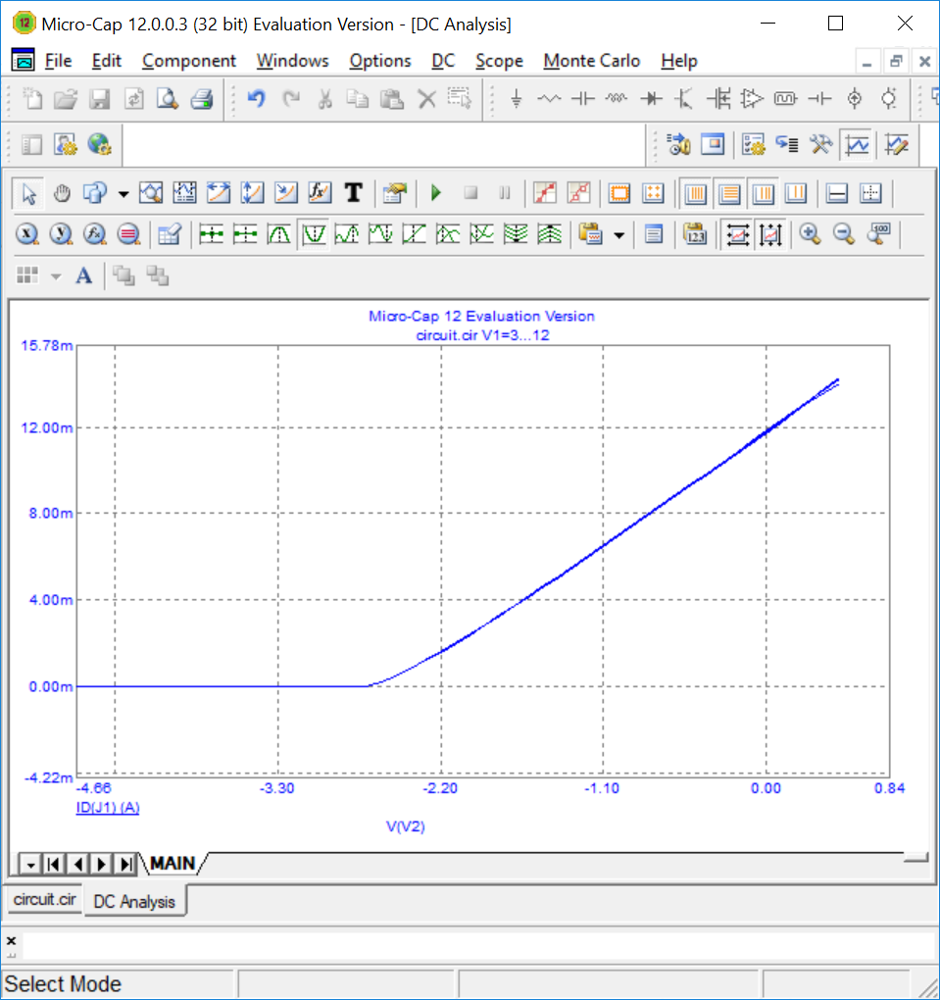 Micro-Cap 12.0.0.3 (32 bit) Evaluation Version - [DC Analysis]
File Edit Component Windows Options DC Scope Monte Carlo Help
T
123
100
A
Micro-Cap 12 Evaluation Version
circuit.cir V1=3...12
15.78m
12.00m
8.00m
4.00m
0.00m
-4.22m
-4.66 -3.30 -2.20 -1.10 0.00 0.84
ID(J1) (A)
V(V2)
MAIN
circuit.cir DC Analysis
Select Mode